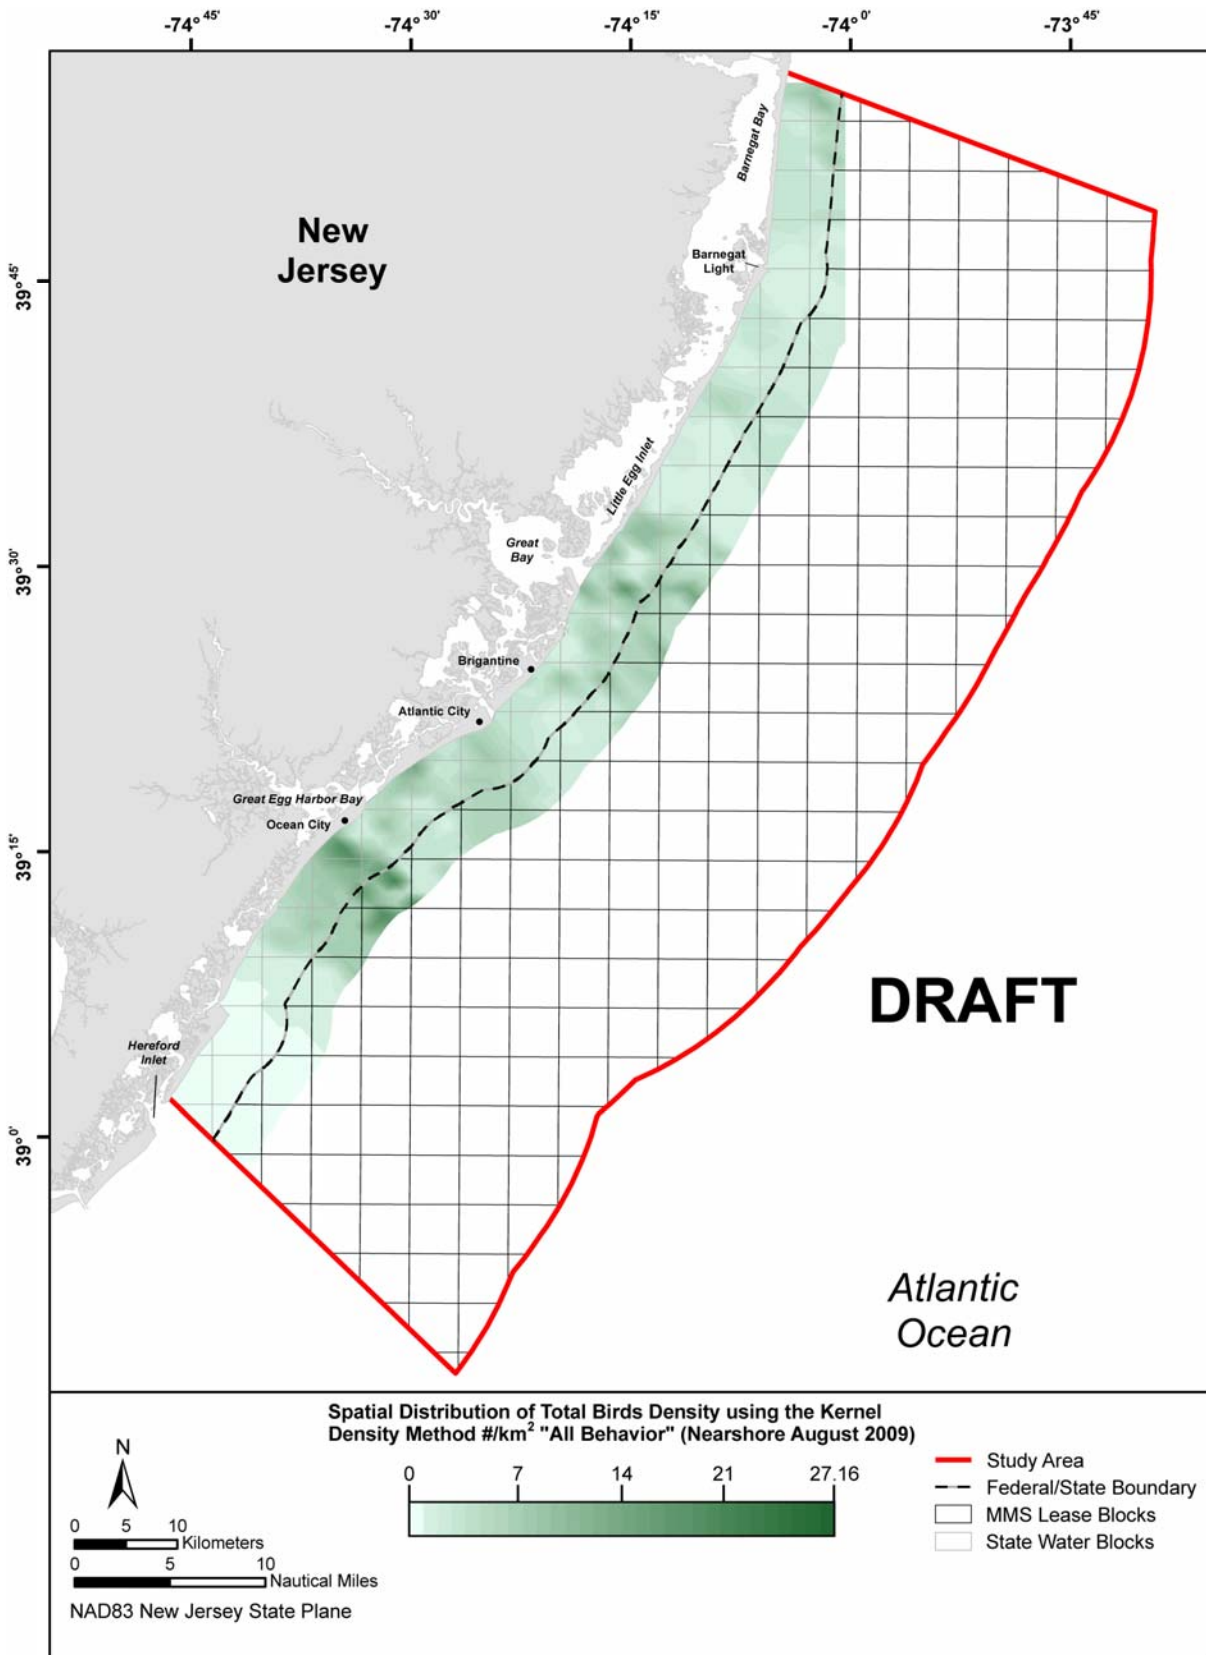 -74° 45'
-74° 30'
-74° 15'
-74° 0'
-73° 45'
Barnegat Bay
New
Jersey
Barnegat
Light
39° 45'
Little Egg Inlet
Great
Bay
39° 30'
Brigantine
Atlantic City
Great Egg Harbor Bay
Ocean City
39° 15'
DRAFT
Hereford
Inlet
39° 0'
Atlantic
Ocean
Spatial Distribution of Total Birds Density using the Kernel
Density Method #/km² "All Behavior" (Nearshore August 2009)
N
0 7 14 21 27.16
Study Area
Federal/State Boundary
MMS Lease Blocks
State Water Blocks
0 5 10
Kilometers
0 5 10
Nautical Miles
NAD83 New Jersey State Plane